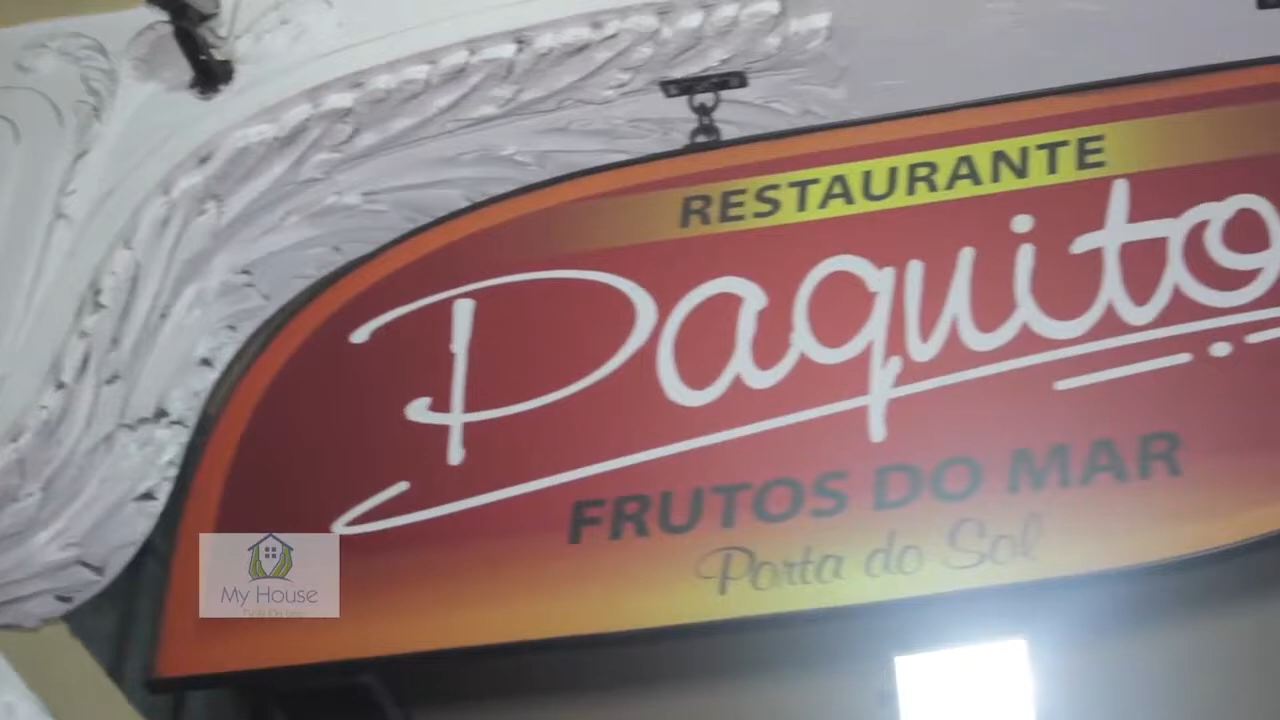 RESTAURANTE
Paquito
FRUTOS DO MAR
Porta do Sol
My House